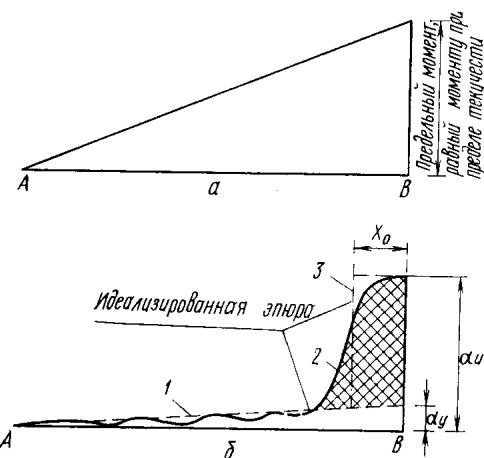 Предельный момент,
равный моменту при
пределе текучести
A
а
B
X₀
3
Идеализированная эпюра
2
1
αu
αy
A
б
B